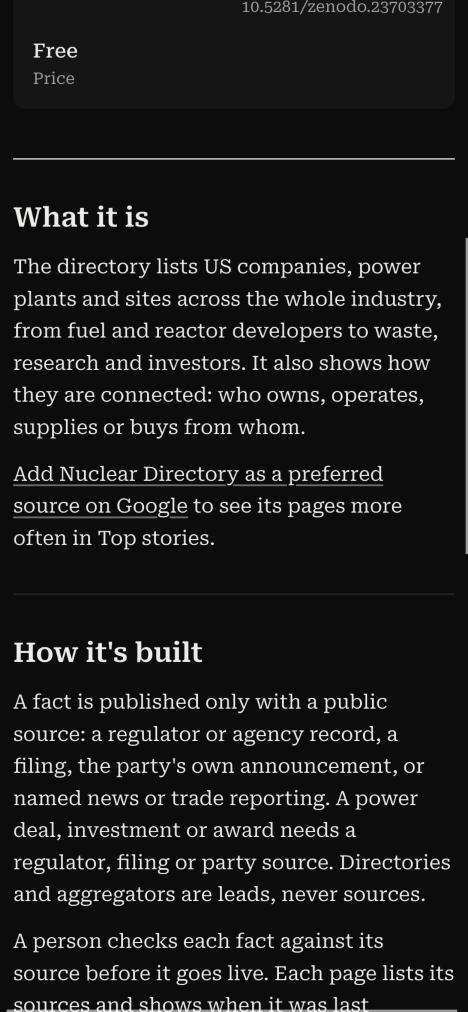 10.5281/zenodo.23703377
Free
Price
What it is
The directory lists US companies, power
plants and sites across the whole industry,
from fuel and reactor developers to waste,
research and investors. It also shows how
they are connected: who owns, operates,
supplies or buys from whom.
Add Nuclear Directory as a preferred
source on Google to see its pages more
often in Top stories.
How it's built
A fact is published only with a public
source: a regulator or agency record, a
filing, the party's own announcement, or
named news or trade reporting. A power
deal, investment or award needs a
regulator, filing or party source. Directories
and aggregators are leads, never sources.
A person checks each fact against its
source before it goes live. Each page lists its
sources and shows when it was last